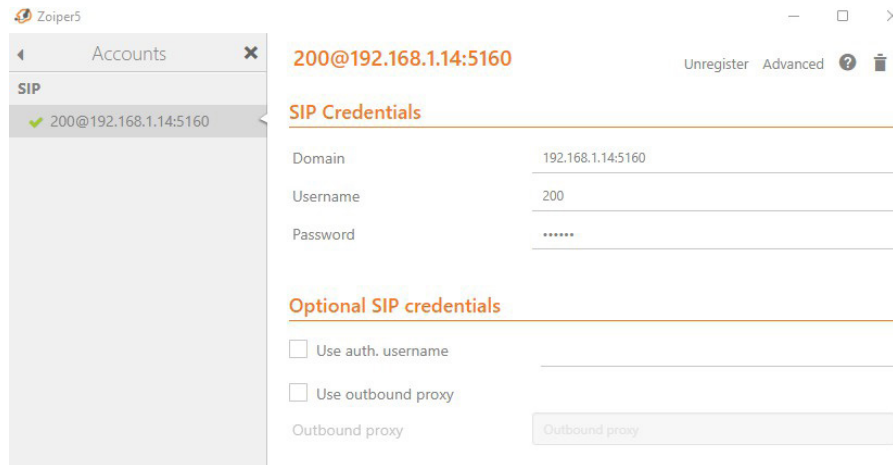 Zoiper5
Accounts
SIP
200@192.168.1.14:5160
200@192.168.1.14:5160
Unregister Advanced ?
SIP Credentials
Domain 192.168.1.14:5160
Username 200
Password ••••••
Optional SIP credentials
Use auth. username
Use outbound proxy
Outbound proxy Outbound proxy